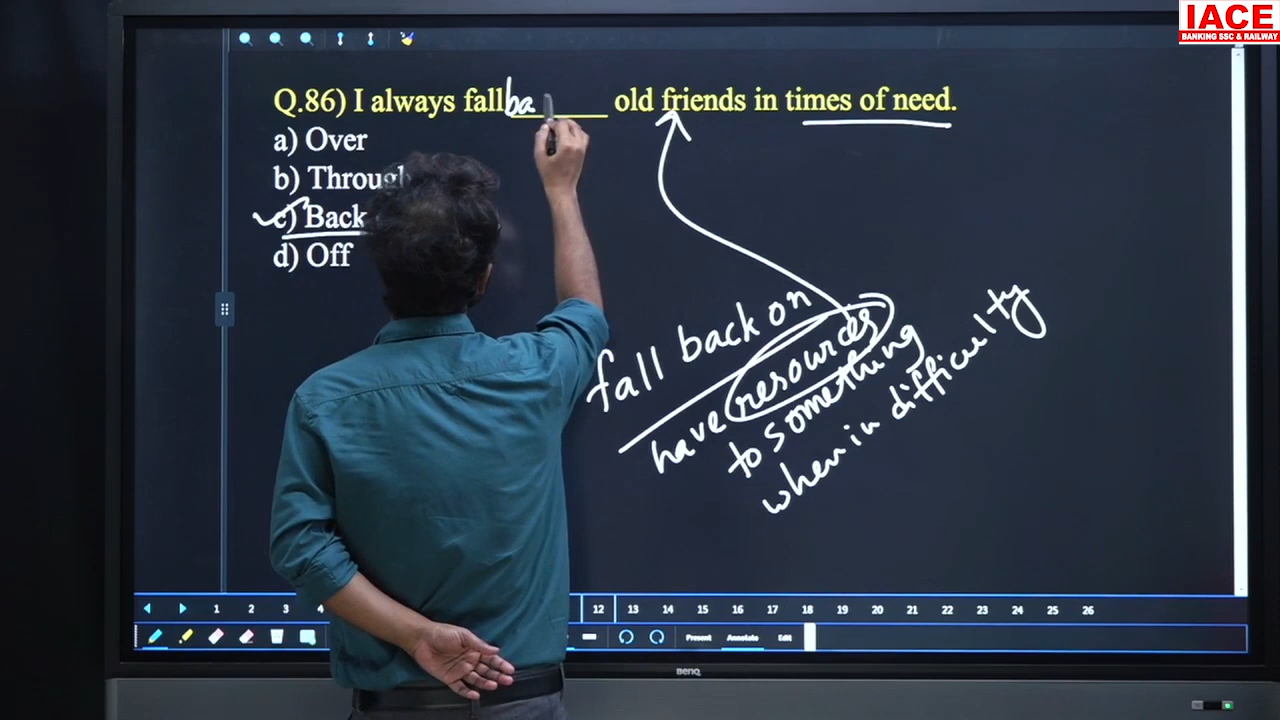 IACE
BANKING SSC & RAILWAY
Q.86) I always fall ba______ old friends in times of need.
a) Over
b) Through
c) Back
d) Off
fall back on
have resources
to something
when in difficulty
1 2 3 4 12 13 14 15 16 17 18 19 20 21 22 23 24 25 26
Present Annotate Edit
BenQ